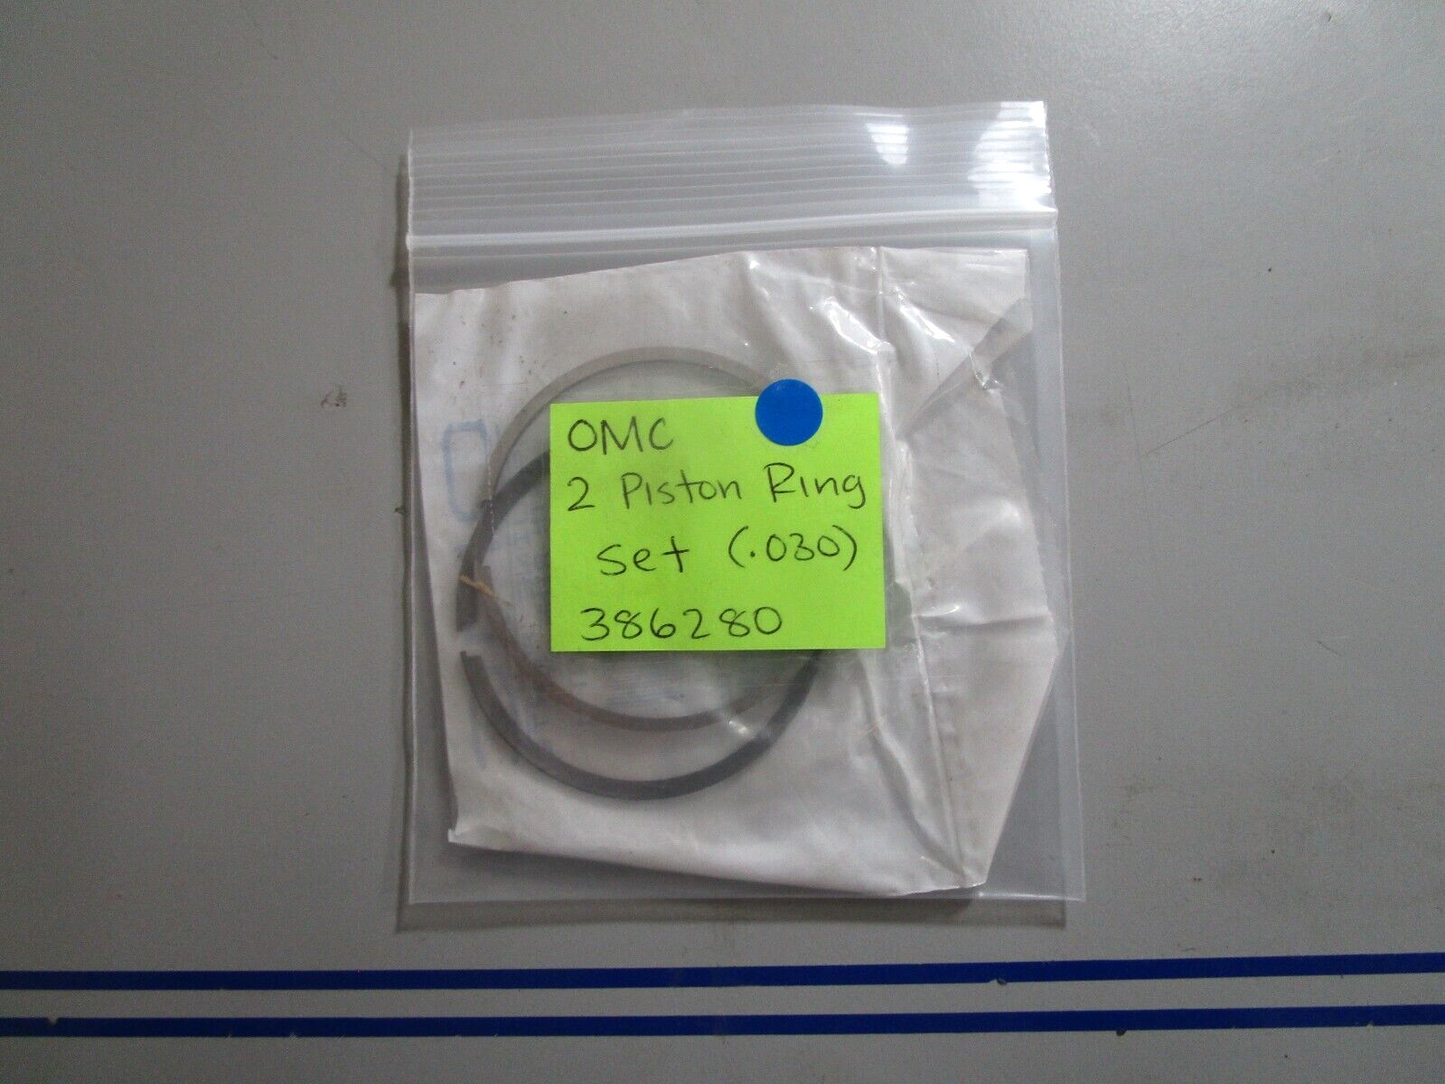 OMC
2 Piston Ring
Set (.030)
386280